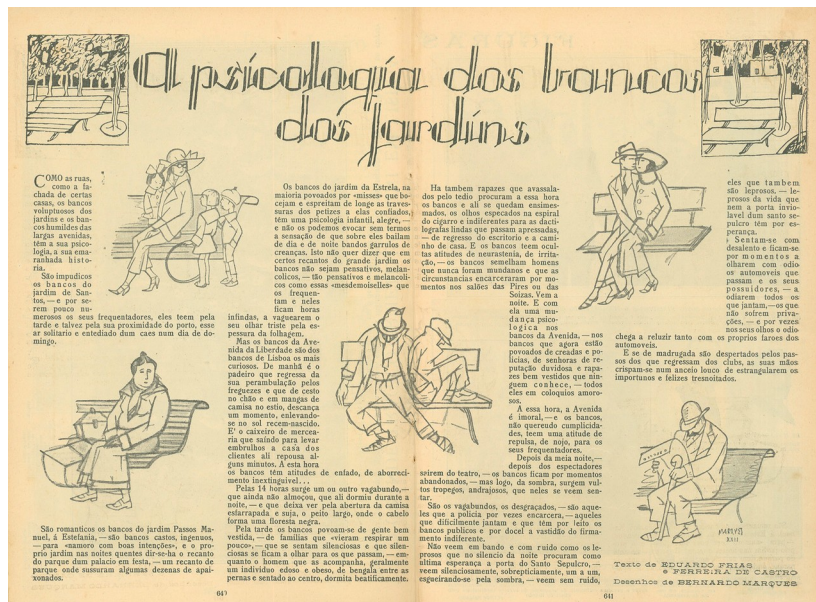 A psicologia dos bancos
dos jardins
COMO as ruas,
como a fa-
chada de certas
casas, os bancos
voluptuosos dos
jardins e os ban-
cos humildes das
largas avenidas,
têm a sua psico-
logia, a sua ema-
ranhada histo-
ria.
São impudicos
os bancos do
jardim de San-
tos, — e por se-
rem pouco nu-
merosos os seus frequentadores, eles teem pela
tarde e talvez pela sua proximidade do porto, esse
ar solitario e entediado dum caes num dia de do-
mingo.
São romanticos os bancos do jardim Passos Ma-
nuel, á Estefania, — são bancos castos, ingenuos,
— para «namoro com boas intenções», e o pro-
prio jardim nas noites quentes dir-se-ha o recanto
do parque dum palacio em festa, — um recanto de
parque onde sussuram algumas dezenas de apai-
xonados.
Os bancos do jardim da Estrela, na
maioria povoados por «misses» que bo-
cejam e espreitam de longe as traves-
suras dos petizes a elas confiados,
têm uma psicologia infantil, alegre, —
e não os podemos evocar sem termos
a sensação de que sobre eles bailam
de dia e de noite bandos garrulos de
creanças. Isto não quer dizer que em
certos recantos do grande jardim os
bancos não sejam pensativos, melan-
colicos, — tão pensativos e melancoli-
cos como essas «mesdemoiselles» que
os frequen-
tam e neles
ficam horas
infindas, a vaguearem o
seu olhar triste pela es-
pessura da folhagem.
Mas os bancos da Ave-
nida da Liberdade são dos
bancos de Lisboa os mais
curiosos. De manhã é o
padeiro que regressa da
sua perambulação pelos
freguezes e que de cesto
no chão e em mangas de
camisa no estio, descança
um momento, enlevando-
se no sol recem-nascido.
E' o caixeiro de mercea-
ria que saíndo para levar
embrulhos a casa dos
clientes ali repousa al-
guns minutos. A esta hora
os bancos têm atitudes de enfado, de aborreci-
mento inextinguivel...
Pelas 14 horas surge um ou outro vagabundo, —
que ainda não almoçou, que ali dormiu durante a
noite, — e que deixa ver pela abertura da camisa
esfarrapada e suja, o peito largo, onde o cabelo
forma uma floresta negra.
Pela tarde os bancos povoam-se de gente bem
vestida, — de famílias que «vieram respirar um
pouco», — que se sentam silenciosas e que silen-
ciosas se ficam a olhar para os que passam, — em-
quanto o homem que as acompanha, geralmente
um individuo edoso e obeso, de bengala entre as
pernas e sentado ao centro, dormita beatificamente.
Ha tambem rapazes que avassala-
dos pelo tedio procuram a essa hora
os bancos e ali se quedam ensimes-
mados, os olhos especados na espiral
do cigarro e indiferentes para as dacti-
lografas lindas que passam apressadas,
— de regresso do escritorio e a cami-
nho de casa. E os bancos teem ocul-
tas atitudes de neurastenia, de irrita-
ção, — os bancos semelham homens
que nunca foram mundanos e que as
circunstancias encarceraram por mo-
mentos nos salões das Pires ou das
Soizas. Vem a
noite. E com
ela uma mu-
dança psico-
logica nos
bancos da Avenida, — nos
bancos que agora estão
povoados de creadas e po-
licias, de senhoras de re-
putação duvidosa e rapa-
zes bem vestidos que nin-
guem conhece, — todos
eles em coloquios amoro-
sos.
A essa hora, a Avenida
é imoral, — e os bancos,
não querendo cumplicida-
des, teem uma atitude de
repulsa, de nojo, para os
seus frequentadores.
Depois da meia noite, —
depois dos espectadores
saírem do teatro, — os bancos ficam por momentos
abandonados, — mas logo, da sombra, surgem vul-
tos tropegos, andrajosos, que neles se veem sen-
tar.
São os vagabundos, os desgraçados, — são aque-
les que a policia por vezes encarcera, — aqueles
que dificilmente jantam e que têm por leito os
bancos publicos e por docel a vastidão do firma-
mento indiferente.
Não veem em bando e com ruido como os le-
prosos que no silencio da noite procuram como
ultima esperança a porta do Santo Sepulcro, —
veem silenciosamente, sobrepticiamente, um a um,
esgueirando-se pela sombra, — veem sem ruido,
eles que tambem
são leprosos, — le-
prosos da vida que
nem a porta invio-
lavel dum santo se-
pulcro têm por es-
perança.
Sentam-se com
desalento e ficam-se
por momentos a
olharem com odio
os automoveis que
passam e os seus
possuidores, — a
odiarem todos os
que jantam, — os que
não sofrem priva-
ções, — e por vezes
nos seus olhos o odio
chega a reluzir tanto com os proprios faroes dos
automoveis.
E se de madrugada são despertados pelos pas-
sos dos que regressam dos clubs, as suas mãos
crispam-se num anceio louco de estrangularem os
importunos e felizes tresnoitados.
Texto de EDUARDO FRIAS
e FERREIRA DE CASTRO
Desenhos de BERNARDO MARQUES
640
641